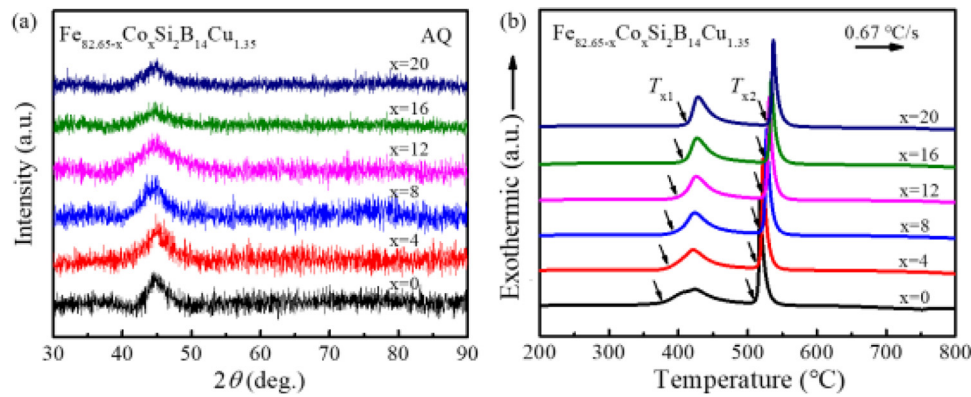 (a)
Fe82.65-xCoxSi2B14Cu1.35
AQ
x=20
x=16
x=12
x=8
x=4
x=0
Intensity (a.u.)
30 40 50 60 70 80 90
2θ (deg.)
(b)
Fe82.65-xCoxSi2B14Cu1.35
0.67 °C/s
Tx1
Tx2
x=20
x=16
x=12
x=8
x=4
x=0
Exothermic (a.u.)
200 300 400 500 600 700 800
Temperature (°C)